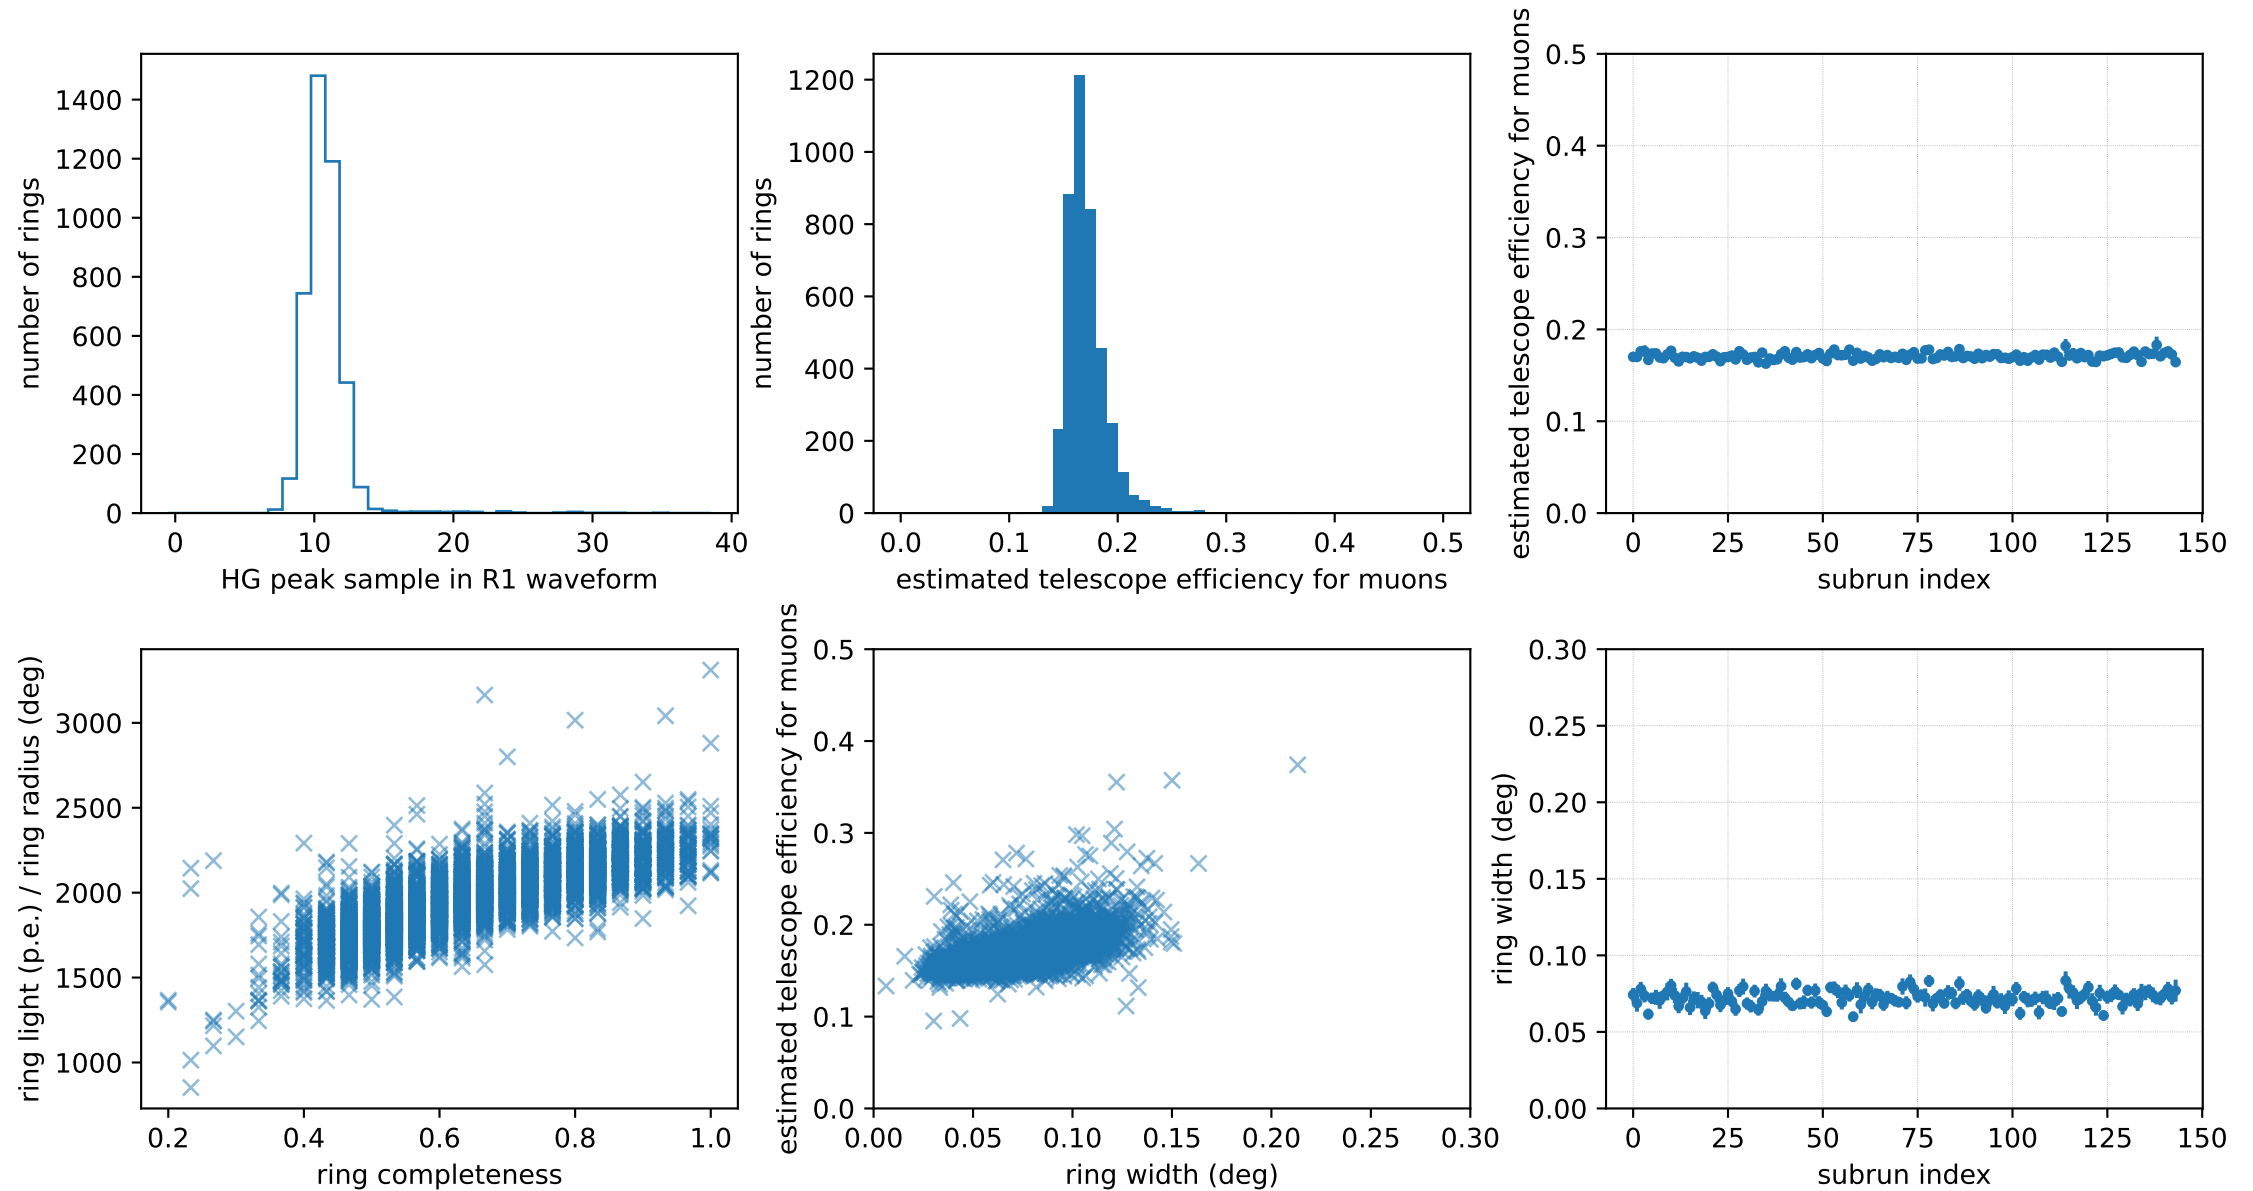 number of rings
1400
1200
1000
800
600
400
200
0
0 10 20 30 40
HG peak sample in R1 waveform
number of rings
1200
1000
800
600
400
200
0
0.0 0.1 0.2 0.3 0.4 0.5
estimated telescope efficiency for muons
estimated telescope efficiency for muons
0.5
0.4
0.3
0.2
0.1
0.0
0 25 50 75 100 125 150
subrun index
ring light (p.e.) / ring radius (deg)
3000
2500
2000
1500
1000
0.2 0.4 0.6 0.8 1.0
ring completeness
estimated telescope efficiency for muons
0.5
0.4
0.3
0.2
0.1
0.0
0.00 0.05 0.10 0.15 0.20 0.25 0.30
ring width (deg)
ring width (deg)
0.30
0.25
0.20
0.15
0.10
0.05
0.00
0 25 50 75 100 125 150
subrun index